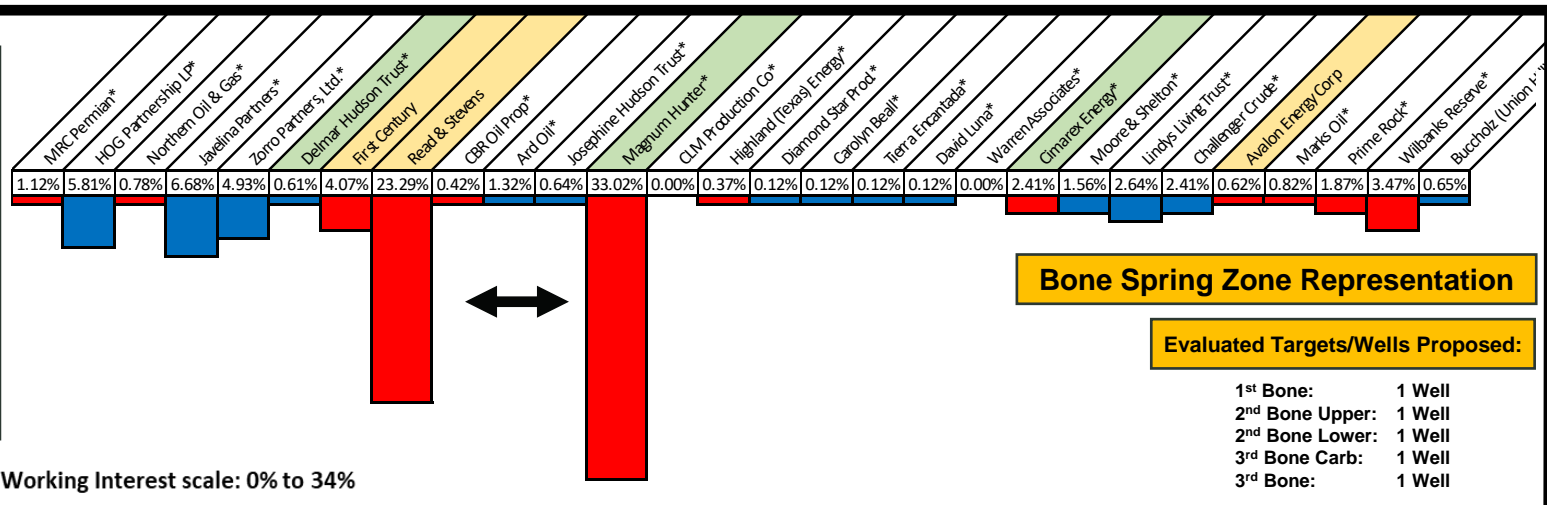 MRC Permian*
HOG Partnership LP*
Northern Oil & Gas*
Javelina Partners*
Zorro Partners, Ltd.*
Delmar Hudson Trust*
First Century
Read & Stevens
CBR Oil Prop*
Ard Oil*
Josephine Hudson Trust*
Magnum Hunter*
CLM Production Co*
Highland (Texas) Energy*
Diamond Star Prod*
Carolyn Beall*
Tierra Encantada*
David Luna*
Warren Associates*
Cimarex Energy*
Moore & Shelton*
Lindys Living Trust*
Challenger Crude*
Avalon Energy Corp
Marks Oil*
Prime Rock*
Wilbanks Reserve*
Buccholz (Union
1.12% 5.81% 0.78% 6.68% 4.93% 0.61% 4.07% 23.29% 0.42% 1.32% 0.64% 33.02% 0.00% 0.37% 0.12% 0.12% 0.12% 0.12% 0.00% 2.41% 1.56% 2.64% 2.41% 0.62% 0.82% 1.87% 3.47% 0.65%
Bone Spring Zone Representation
Evaluated Targets/Wells Proposed:
1st Bone: 1 Well
2nd Bone Upper: 1 Well
2nd Bone Lower: 1 Well
3rd Bone Carb: 1 Well
3rd Bone: 1 Well
Working Interest scale: 0% to 34%